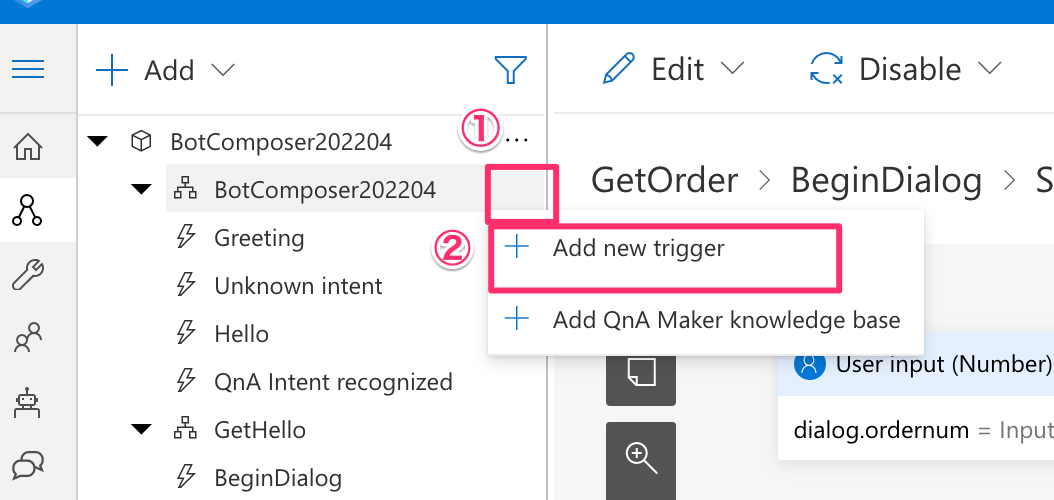 Add
Edit
Disable
①
BotComposer202204
...
BotComposer202204
GetOrder > BeginDialog > S
Greeting
②
Add new trigger
Unknown intent
Add QnA Maker knowledge base
Hello
User input (Number)
QnA Intent recognized
GetHello
dialog.ordernum = Input
BeginDialog